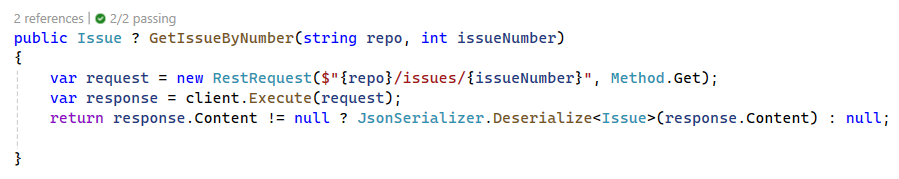 2 references | 2/2 passing
public Issue ? GetIssueByNumber(string repo, int issueNumber)
{
    var request = new RestRequest($"{repo}/issues/{issueNumber}", Method.Get);
    var response = client.Execute(request);
    return response.Content != null ? JsonSerializer.Deserialize<Issue>(response.Content) : null;
}